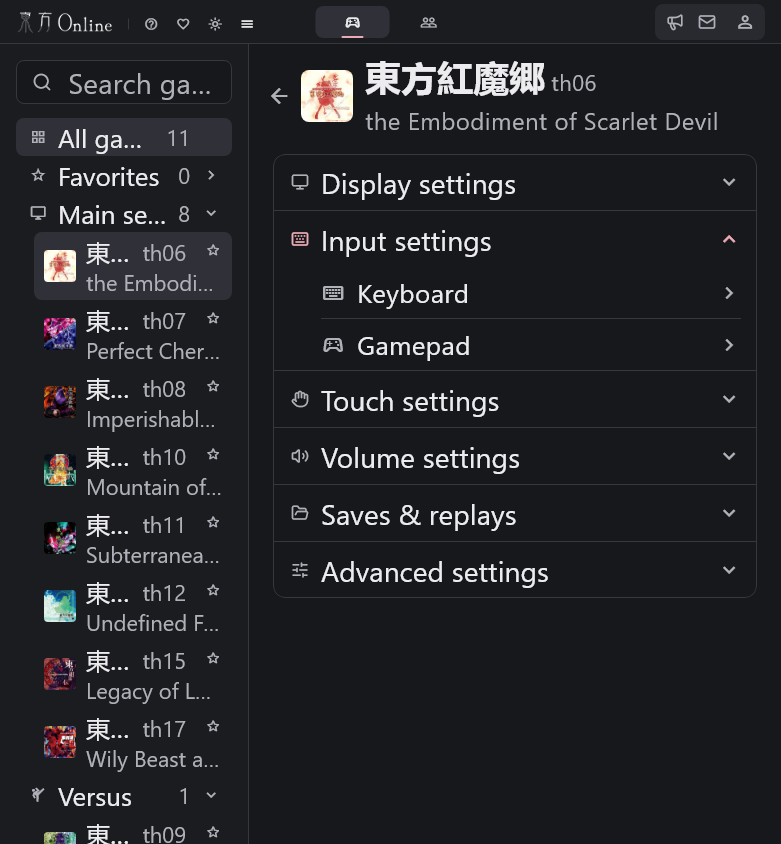 東方Online
Search ga...
All ga... 11
Favorites 0
Main se... 8
東... th06
the Embodi...
東... th07
Perfect Cher...
東... th08
Imperishabl...
東... th10
Mountain of...
東... th11
Subterranea...
東... th12
Undefined F...
東... th15
Legacy of L...
東... th17
Wily Beast a...
Versus 1
東... th09
東方紅魔郷 th06
the Embodiment of Scarlet Devil
Display settings
Input settings
Keyboard
Gamepad
Touch settings
Volume settings
Saves & replays
Advanced settings